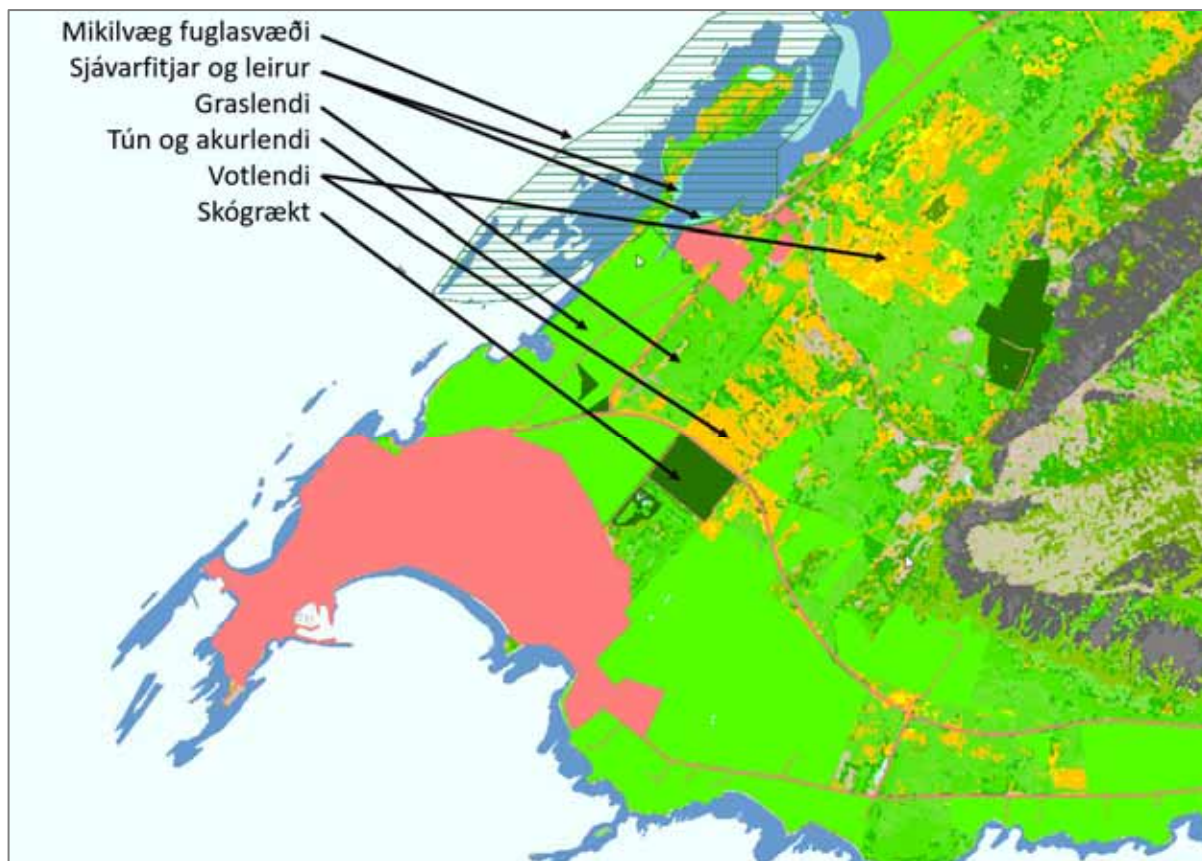 Mikilvæg fuglasvæði
Sjávarfitjar og leirur
Graslendi
Tún og akurlendi
Votlendi
Skógrækt